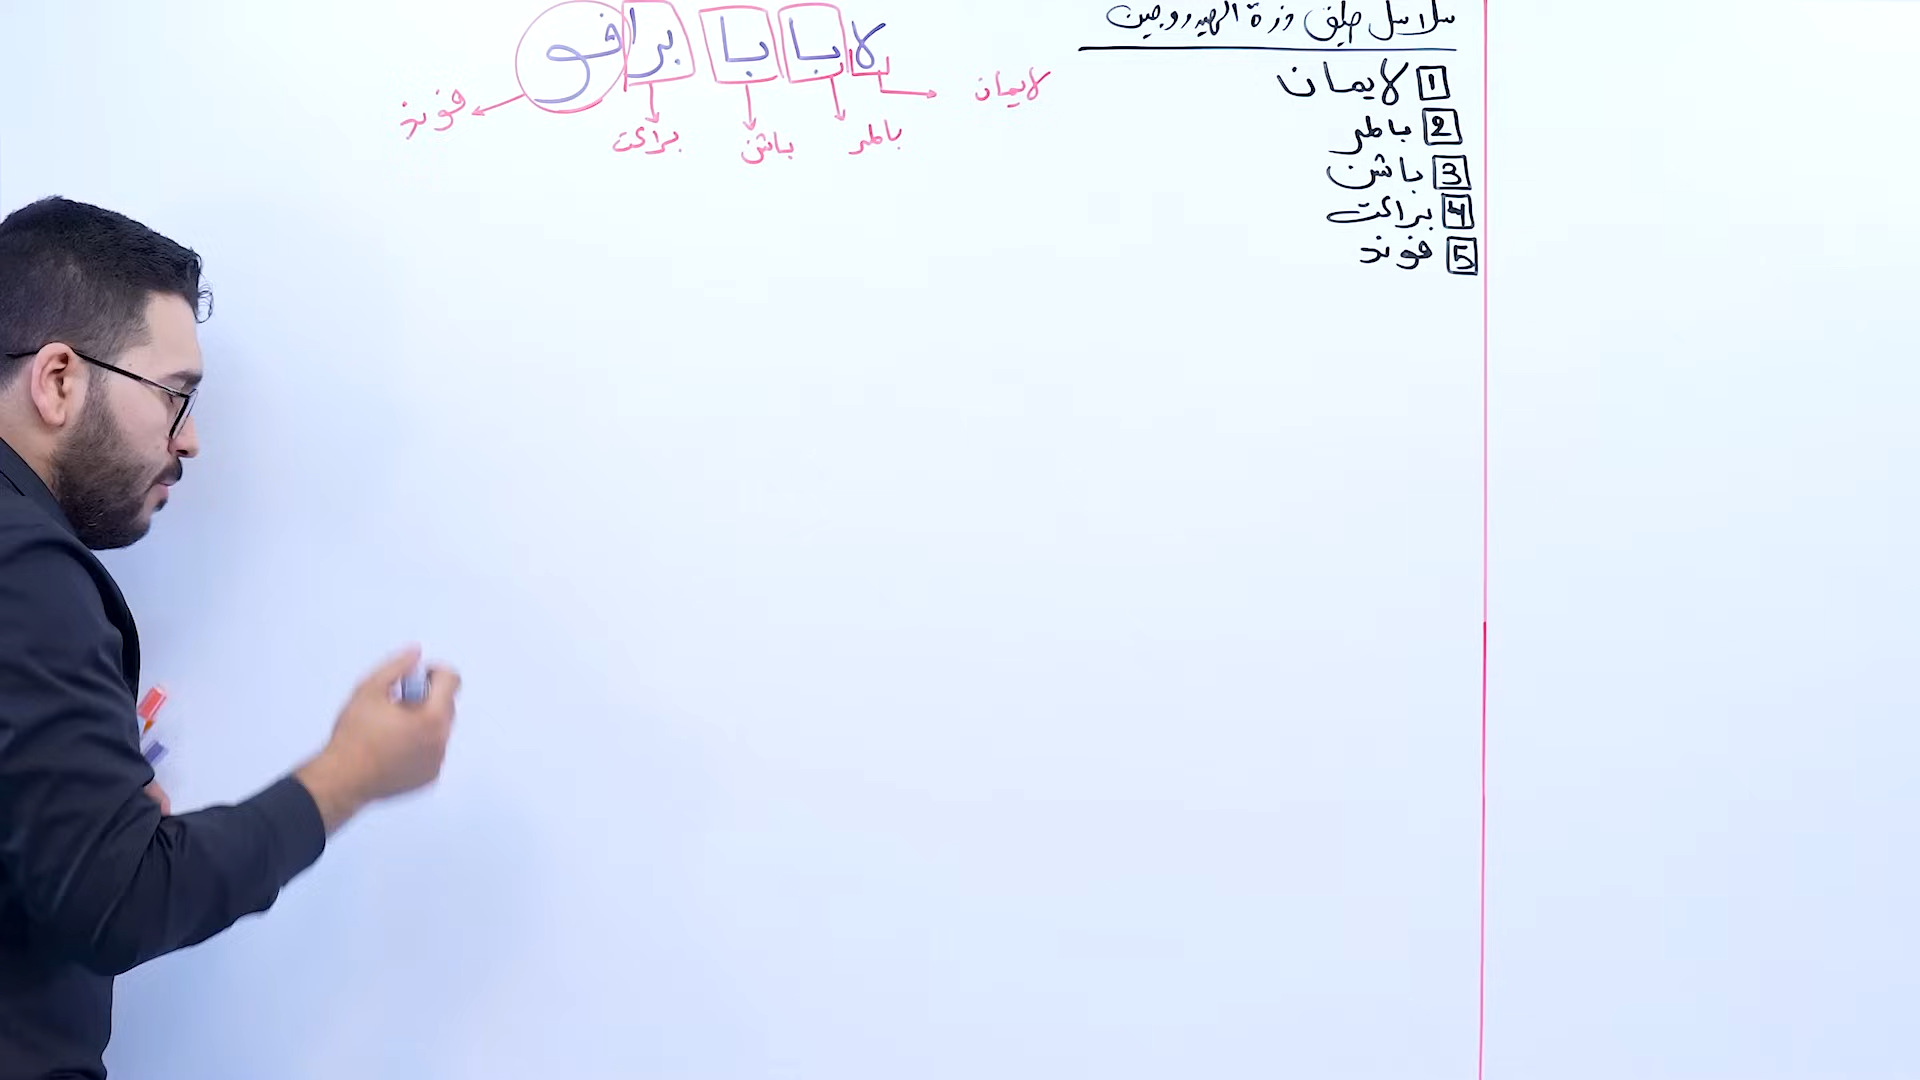 سلاسل طيف ذرة الهيدروجين
1 لايمان
2 بالمر
3 باشن
4 براكت
5 فوند
لا با با برا فو
لايمان
بالمر
باشن
براكت
فوند